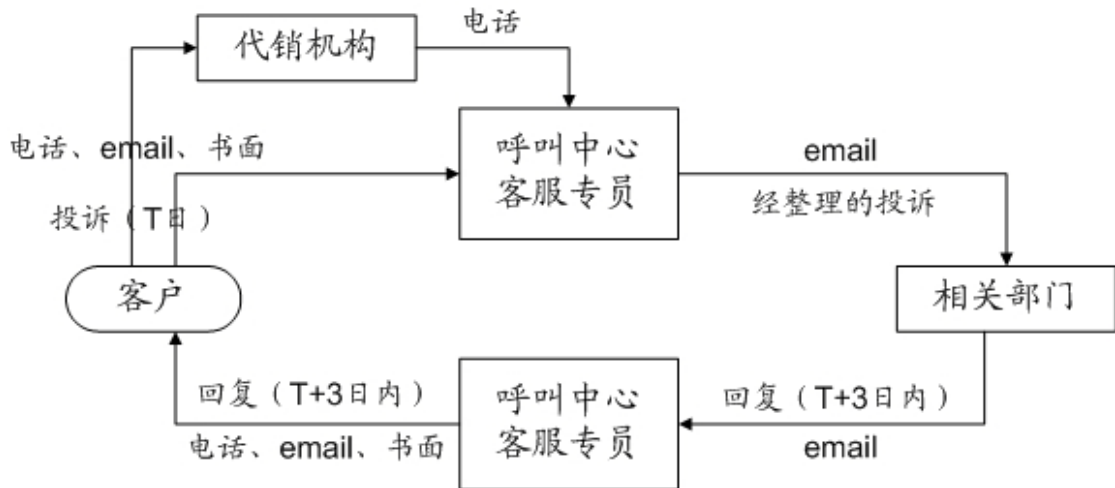 代销机构
电话
电话、email、书面
呼叫中心
客服专员
email
经整理的投诉
投诉（T日）
客户
相关部门
回复（T+3日内）
电话、email、书面
呼叫中心
客服专员
回复（T+3日内）
email